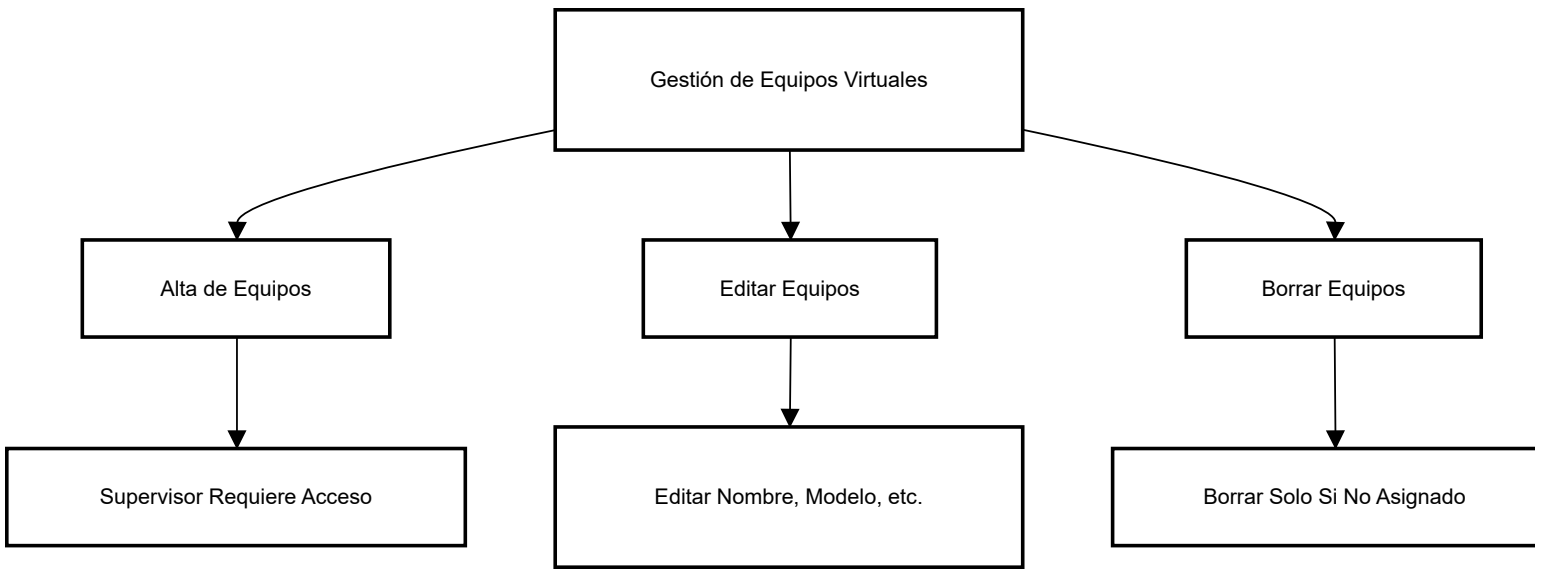 Gestión de Equipos Virtuales
Alta de Equipos
Editar Equipos
Borrar Equipos
Supervisor Requiere Acceso
Editar Nombre, Modelo, etc.
Borrar Solo Si No Asignado